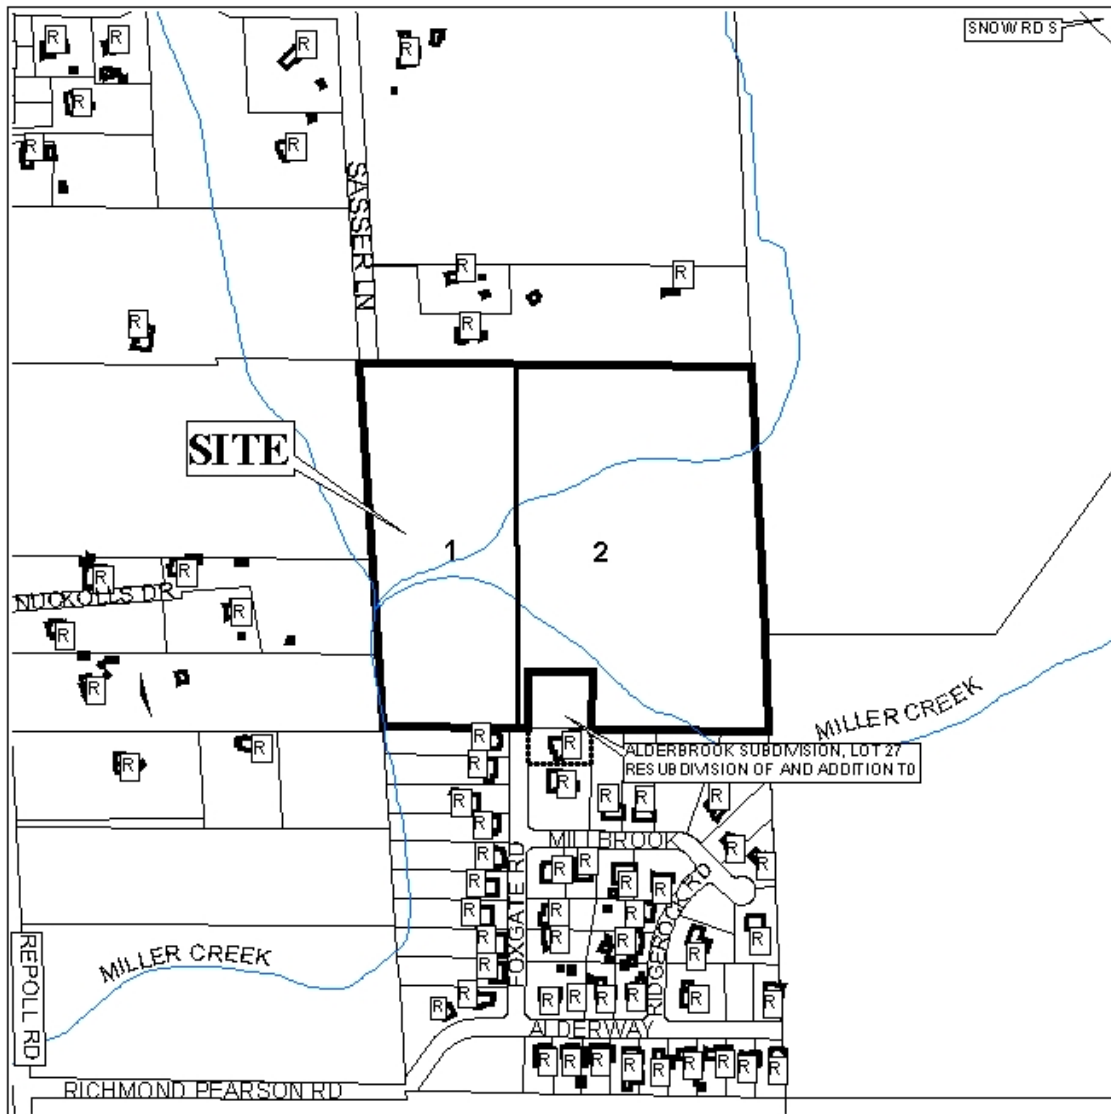 SNOW RD S
R R R R
R
R R
SASSER LN
R R
R R
SITE
1 2
R R
NUCKOLLS DR
R
R
R
MILLER CREEK
R R
R R R
ALDERBROOK SUBDIVISION, LOT 27
RESUBDIVISION OF AND ADDITION TO
R
R R R R
R
MILLBROOK
R R R R R
R R R R
FOXGATE RD
RIDGEROCK RD
R R R R R
R R
REPOLL RD
MILLER CREEK
R R R R R R R R
R
ALDERWAY
R R R R R R R R R
RICHMOND PEARSON RD